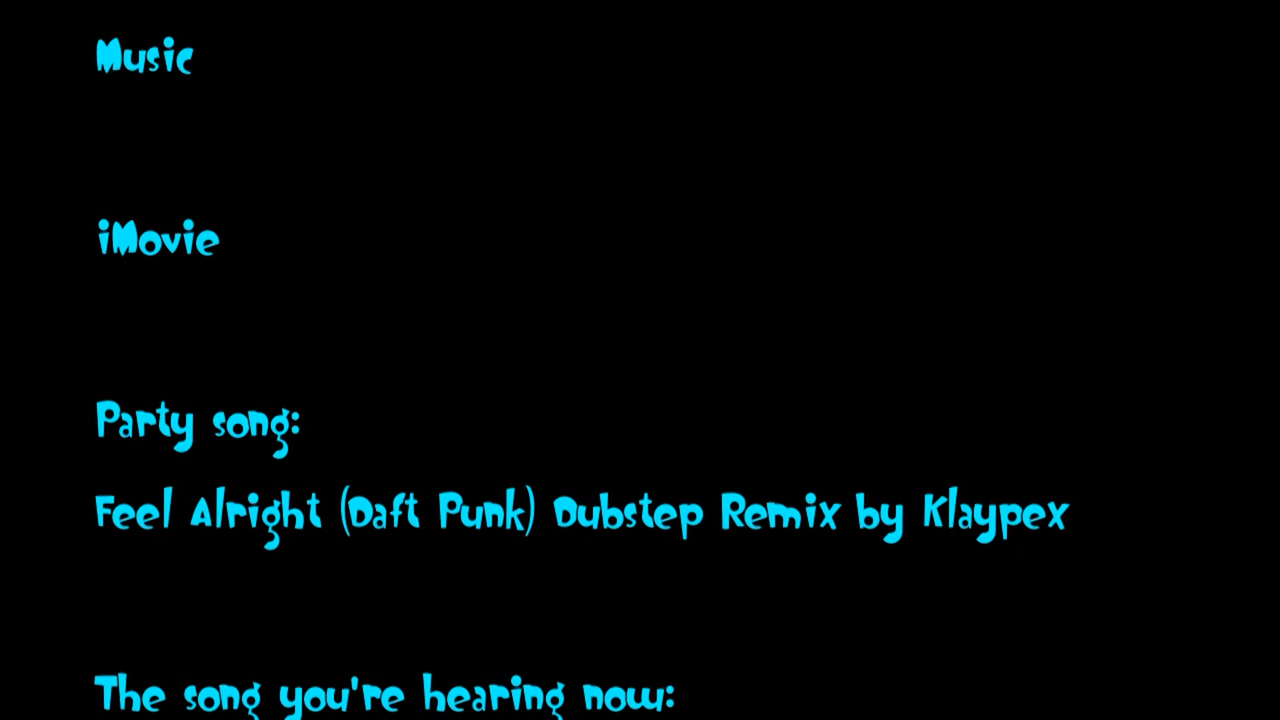 Music
iMovie
Party song:
Feel Alright (Daft Punk) Dubstep Remix by Klaypex
The song you're hearing now: